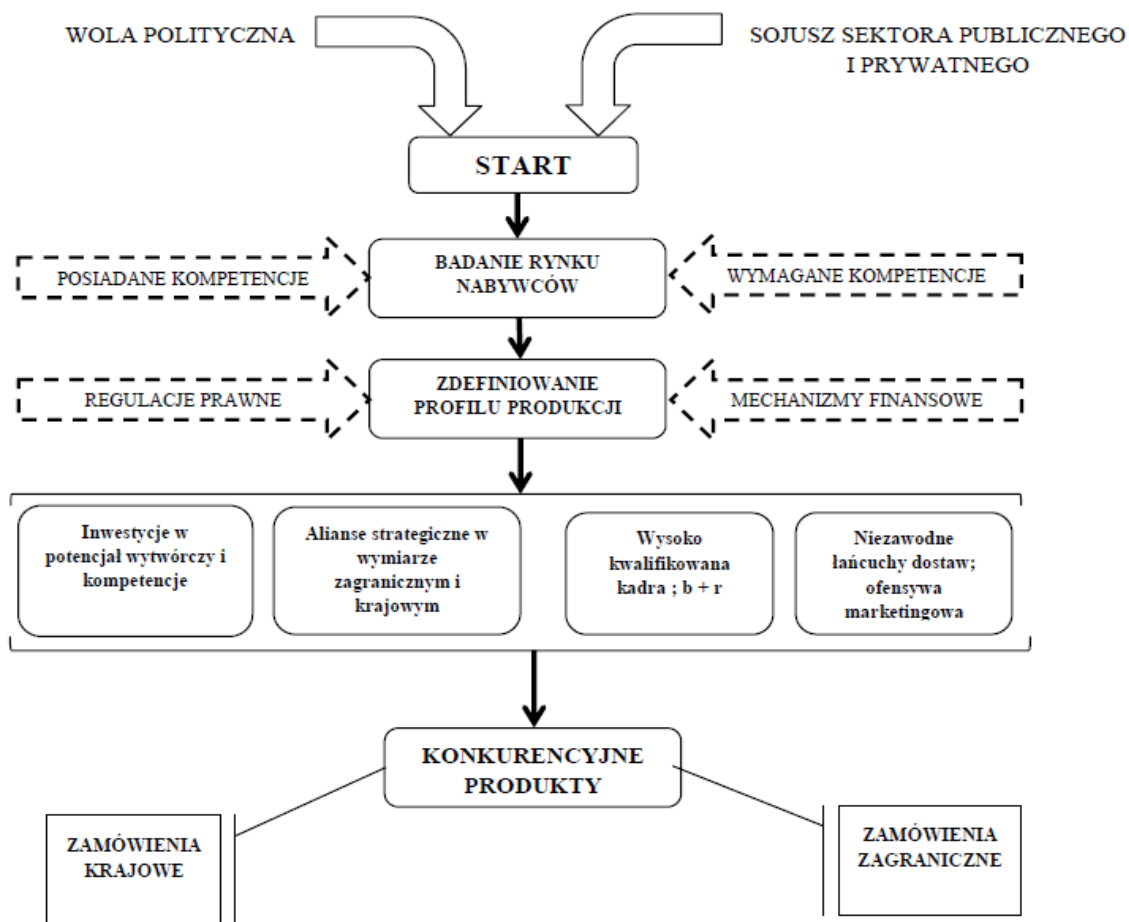 WOLA POLITYCZNA
SOJUSZ SEKTORA PUBLICZNEGO
I PRYWATNEGO
START
POSIADANE KOMPETENCJE
BADANIE RYNKU
NABYWCÓW
WYMAGANE KOMPETENCJE
REGULACJE PRAWNE
ZDEFINIOWANIE
PROFILU PRODUKCJI
MECHANIZMY FINANSOWE
Inwestycje w
potencjał wytwórczy i
kompetencje
Alianse strategiczne w
wymiarze
zagranicznym i
krajowym
Wysoko
kwalifikowana
kadra ; b + r
Niezawodne
łańcuchy dostaw;
ofensywa
marketingowa
KONKURENCYJNE
PRODUKTY
ZAMÓWIENIA
KRAJOWE
ZAMÓWIENIA
ZAGRANICZNE